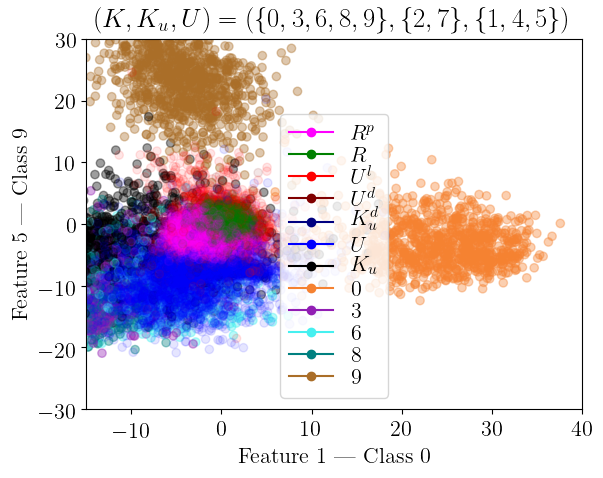 (K, K_u, U) = ({0, 3, 6, 8, 9}, {2, 7}, {1, 4, 5})
30
20
10
0
−10
−20
−30
−10
0
10
20
30
40
Feature 5 — Class 9
Feature 1 — Class 0
R^p
R
U^l
U^d
K_u^d
U
K_u
0
3
6
8
9